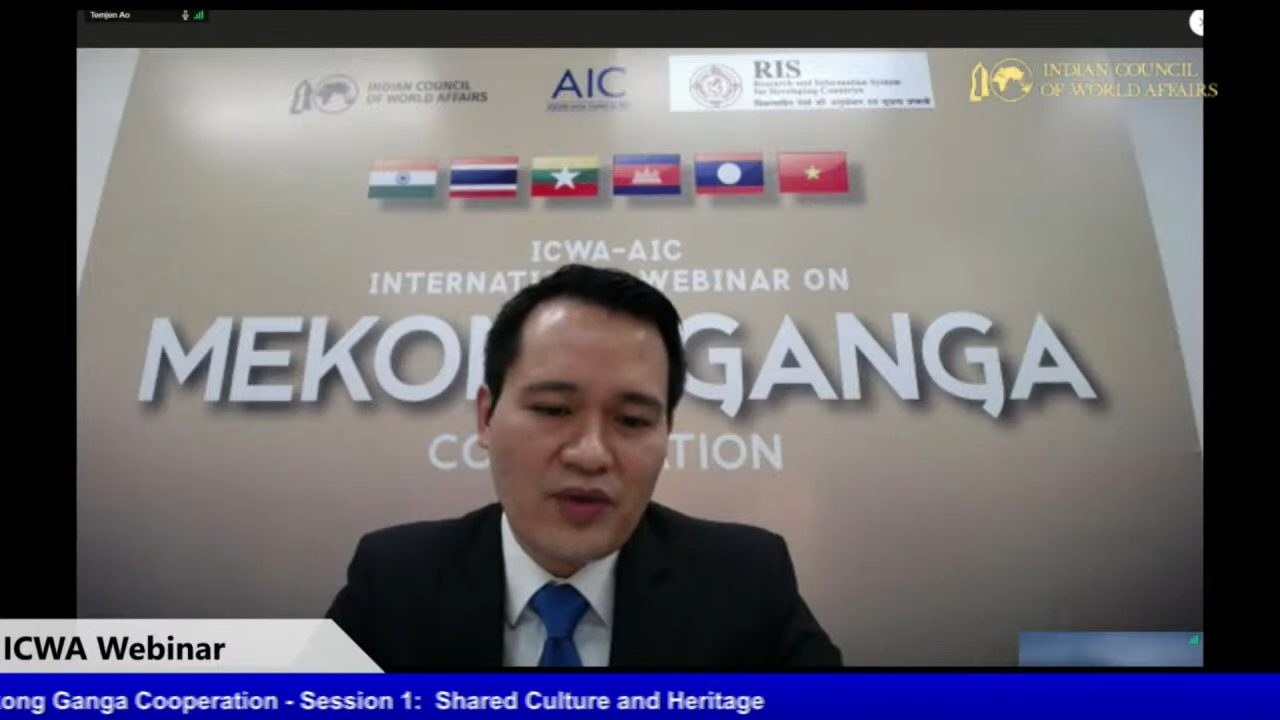 Temjen Ao
INDIAN COUNCIL
OF WORLD AFFAIRS
AIC
RIS
Research and Information System
for Developing Countries
INDIAN COUNCIL
OF WORLD AFFAIRS
ICWA-AIC
INTERNAT WEBINAR ON
MEKON GANGA
CO ATION
ICWA Webinar
ong Ganga Cooperation - Session 1: Shared Culture and Heritage